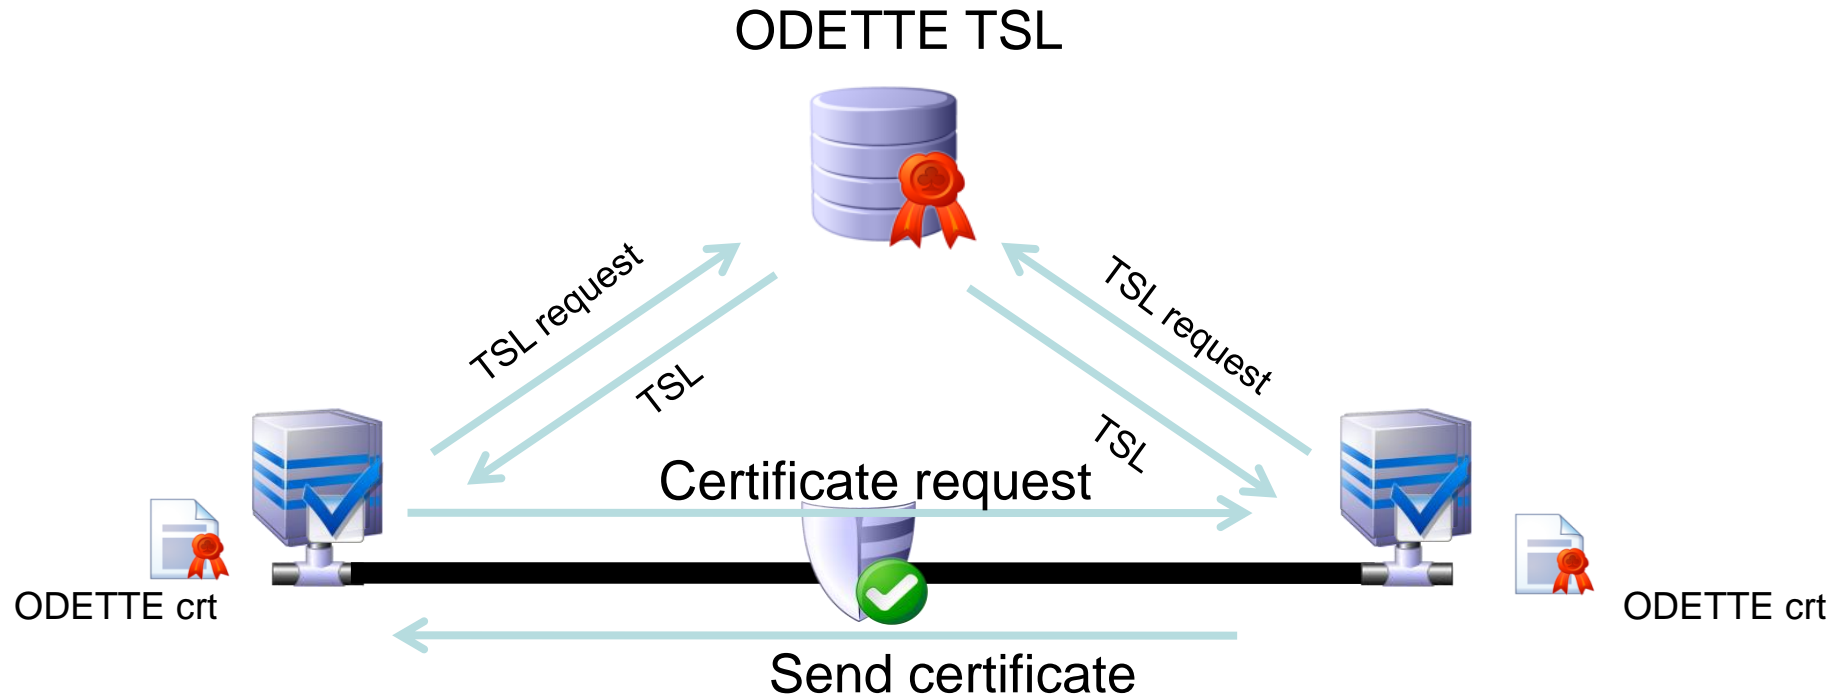 ODETTE TSL
TSL request
TSL request
TSL
TSL
Certificate request
ODETTE crt
ODETTE crt
Send certificate